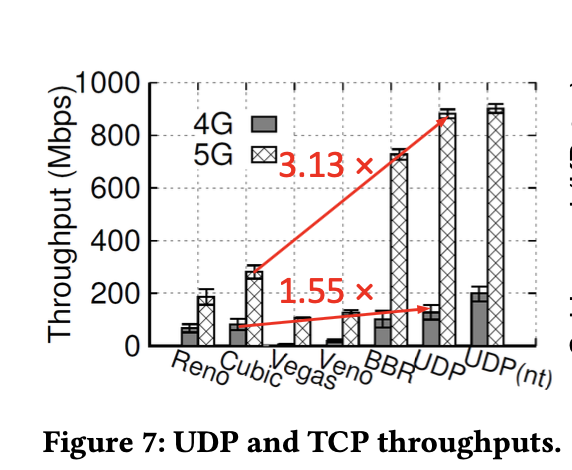 1000
800
600
400
200
0
Throughput (Mbps)
4G
5G
3.13 ×
1.55 ×
Reno
Cubic
Vegas
Veno
BBR
UDP
UDP(nt)
Figure 7: UDP and TCP throughputs.